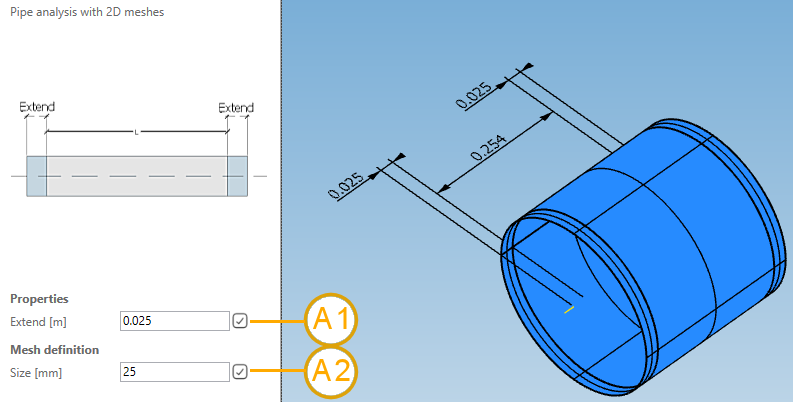 Pipe analysis with 2D meshes
Extend
Extend
L
0.025
0.254
0.025
Properties
Extend [m]
0.025
A1
Mesh definition
Size [mm]
25
A2